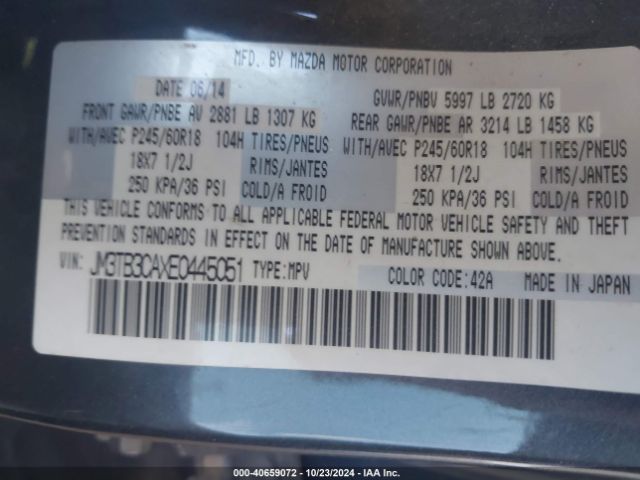 MFD. BY MAZDA MOTOR CORPORATION
DATE 06/14 GVWR/PNBV 5997 LB 2720 KG
FRONT GAWR/PNBE AV 2881 LB 1307 KG REAR GAWR/PNBE AR 3214 LB 1458 KG
WITH/AVEC P245/60R18 104H TIRES/PNEUS WITH/AVEC P245/60R18 104H TIRES/PNEUS
18X7 1/2J RIMS/JANTES 18X7 1/2J RIMS/JANTES
250 KPA/36 PSI COLD/A FROID 250 KPA/36 PSI COLD/A FROID
THIS VEHICLE CONFORMS TO ALL APPLICABLE FEDERAL MOTOR VEHICLE SAFETY AND THEFT
PREVENTION STANDARDS IN EFFECT ON THE DATE OF MANUFACTURE SHOWN ABOVE.
VIN: JM3TB3CAXE0445051 TYPE:MPV COLOR CODE:42A MADE IN JAPAN
000-40659072 • 10/23/2024 • IAA Inc.